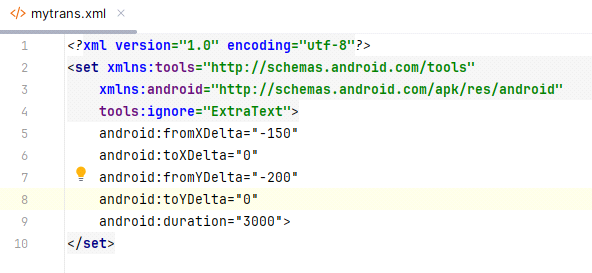 mytrans.xml
1 <?xml version="1.0" encoding="utf-8"?>
2 <set xmlns:tools="http://schemas.android.com/tools"
3 xmlns:android="http://schemas.android.com/apk/res/android"
4 tools:ignore="ExtraText">
5 android:fromXDelta="-150"
6 android:toXDelta="0"
7 android:fromYDelta="-200"
8 android:toYDelta="0"
9 android:duration="3000">
10 </set>